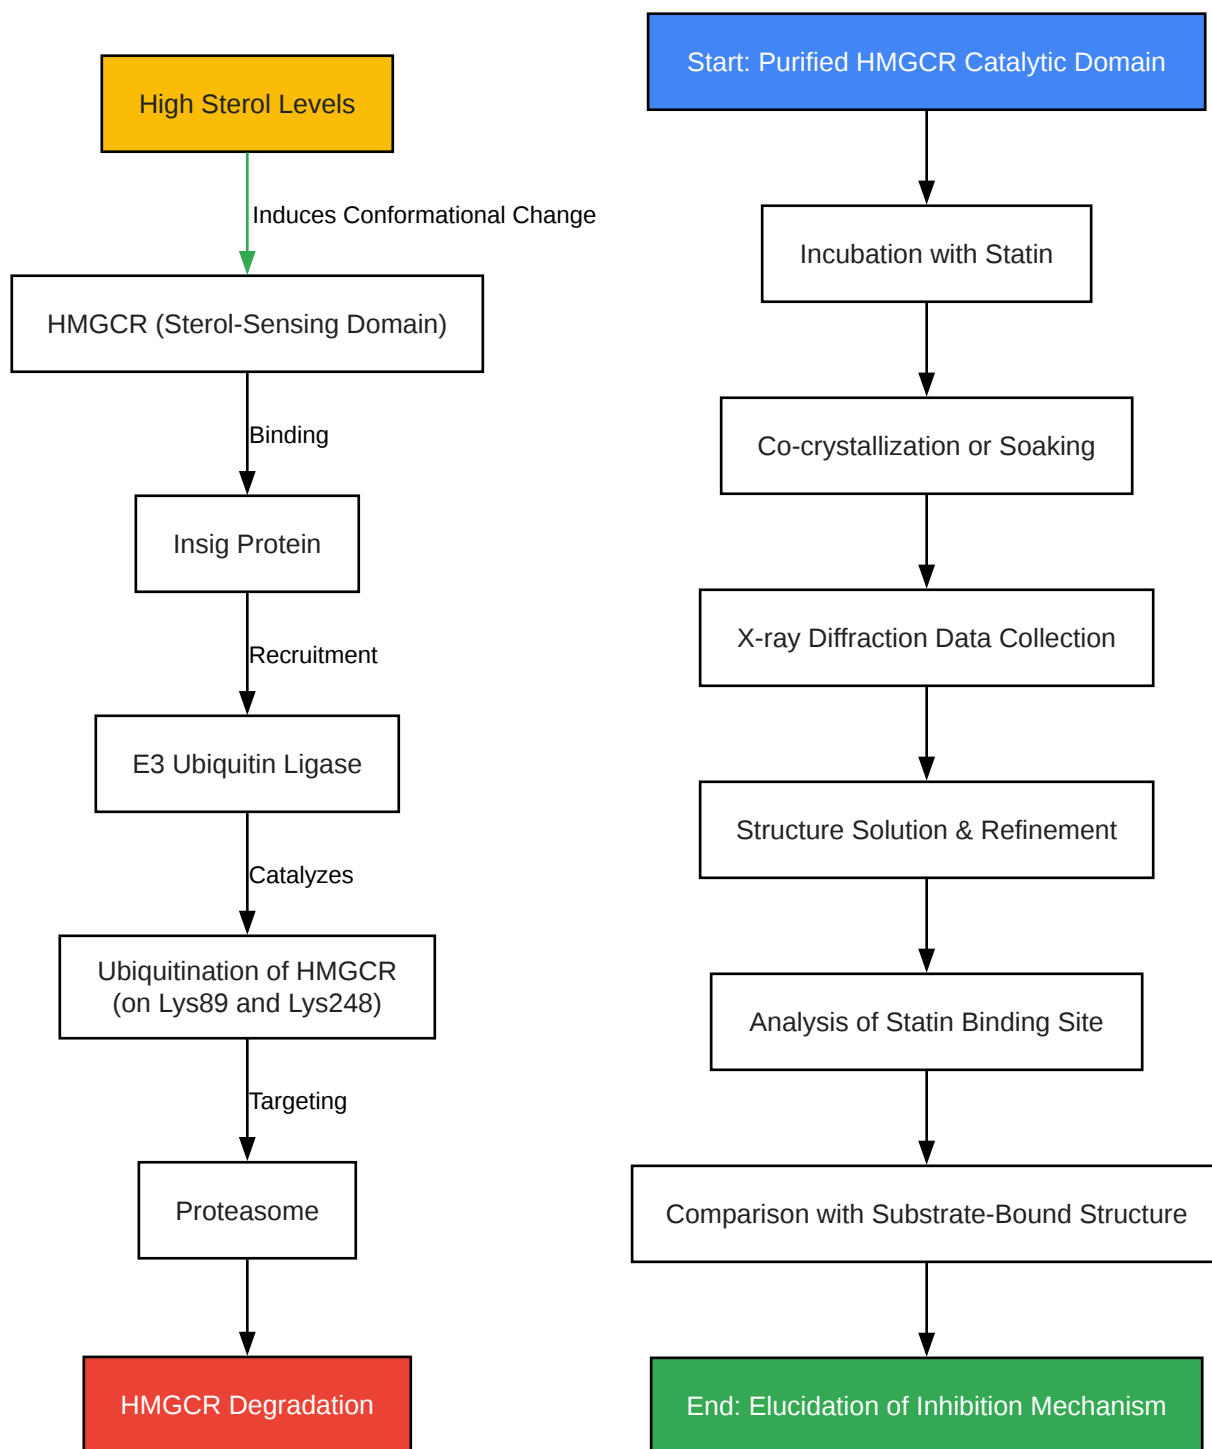 High Sterol Levels
Induces Conformational Change
HMGCR (Sterol-Sensing Domain)
Binding
Insig Protein
Recruitment
E3 Ubiquitin Ligase
Catalyzes
Ubiquitination of HMGCR
(on Lys89 and Lys248)
Targeting
Proteasome
HMGCR Degradation
Start: Purified HMGCR Catalytic Domain
Incubation with Statin
Co-crystallization or Soaking
X-ray Diffraction Data Collection
Structure Solution & Refinement
Analysis of Statin Binding Site
Comparison with Substrate-Bound Structure
End: Elucidation of Inhibition Mechanism